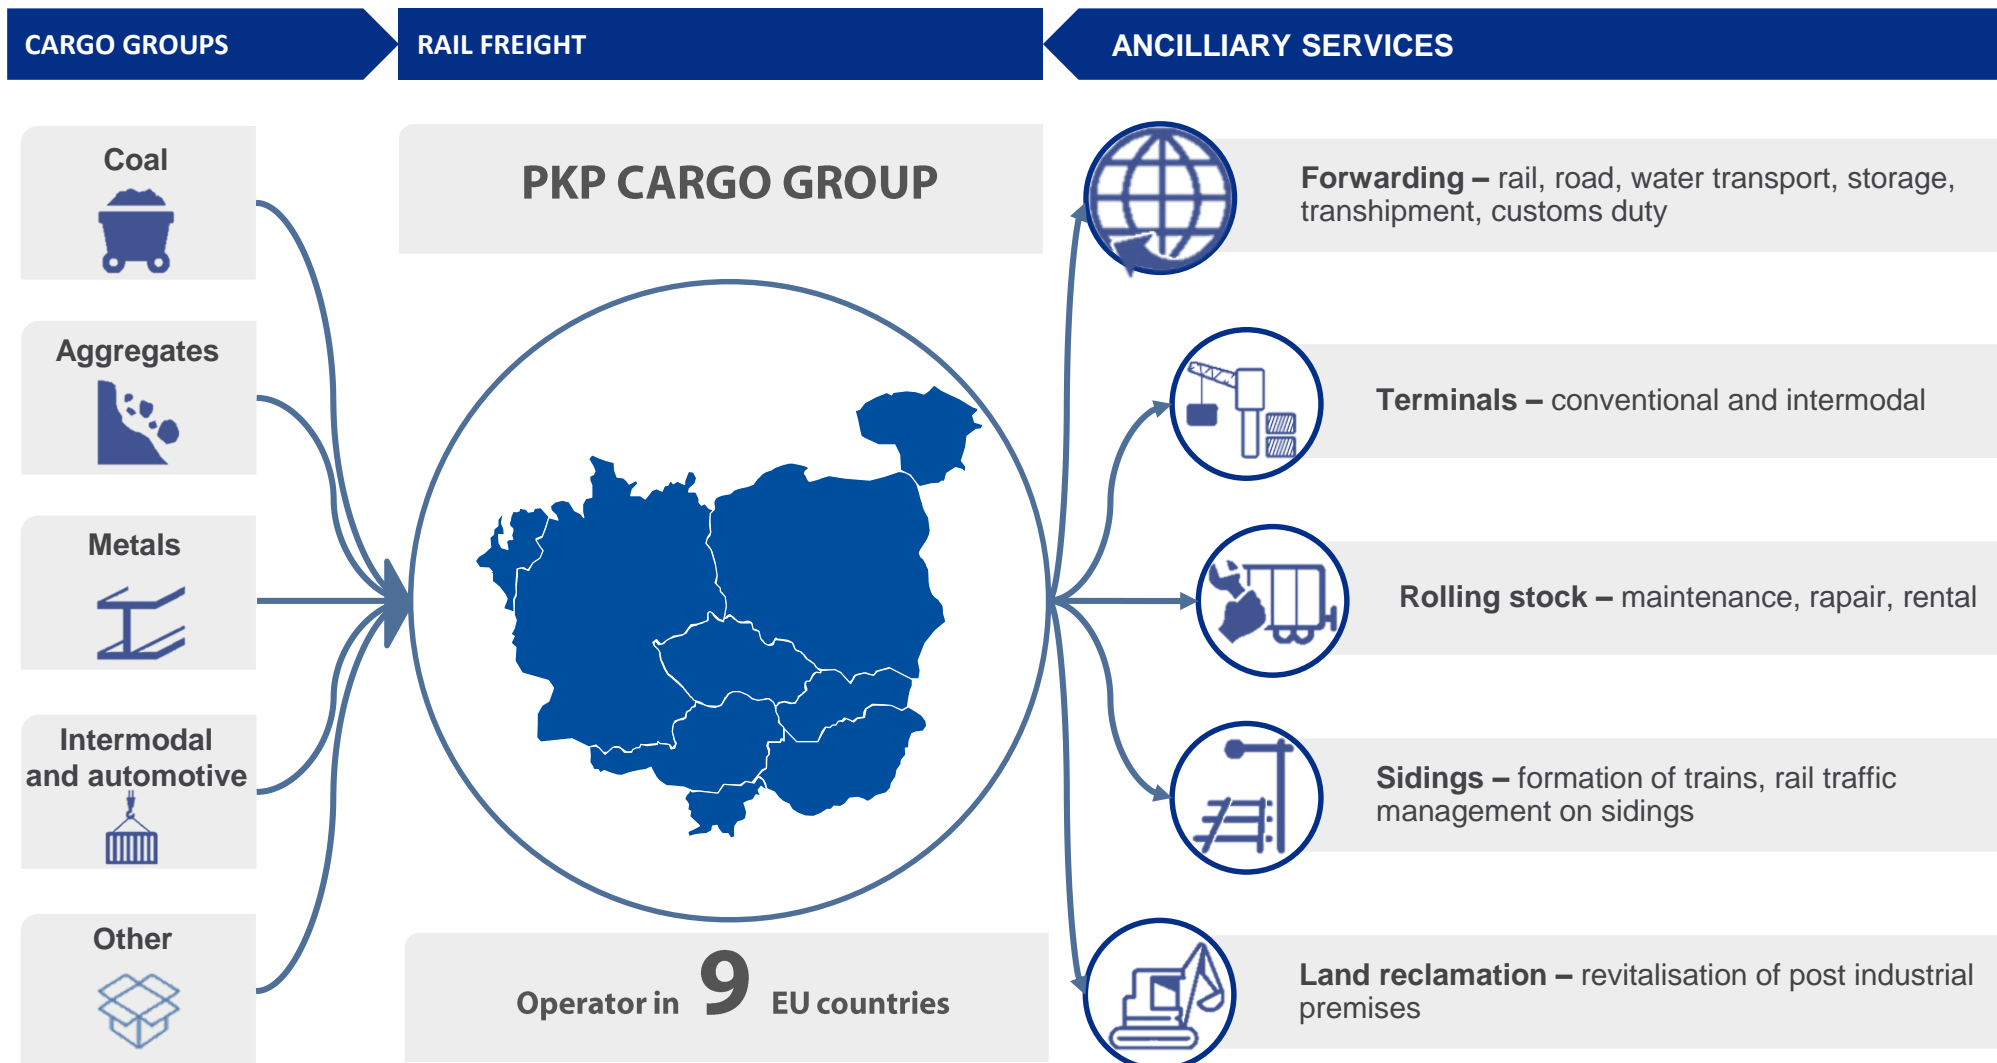 CARGO GROUPS
RAIL FREIGHT
ANCILLIARY SERVICES
Coal
Aggregates
Metals
Intermodal
and automotive
Other
PKP CARGO GROUP
Operator in 9 EU countries
Forwarding – rail, road, water transport, storage,
transhipment, customs duty
Terminals – conventional and intermodal
Rolling stock – maintenance, rapair, rental
Sidings – formation of trains, rail traffic
management on sidings
Land reclamation – revitalisation of post industrial
premises